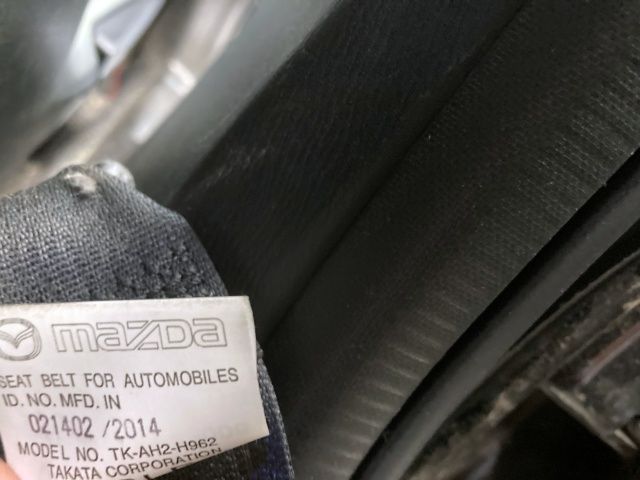 mazda
SEAT BELT FOR AUTOMOBILES
ID. NO. MFD. IN
021402 /2014
MODEL NO. TK-AH2-H962
TAKATA CORPORATION